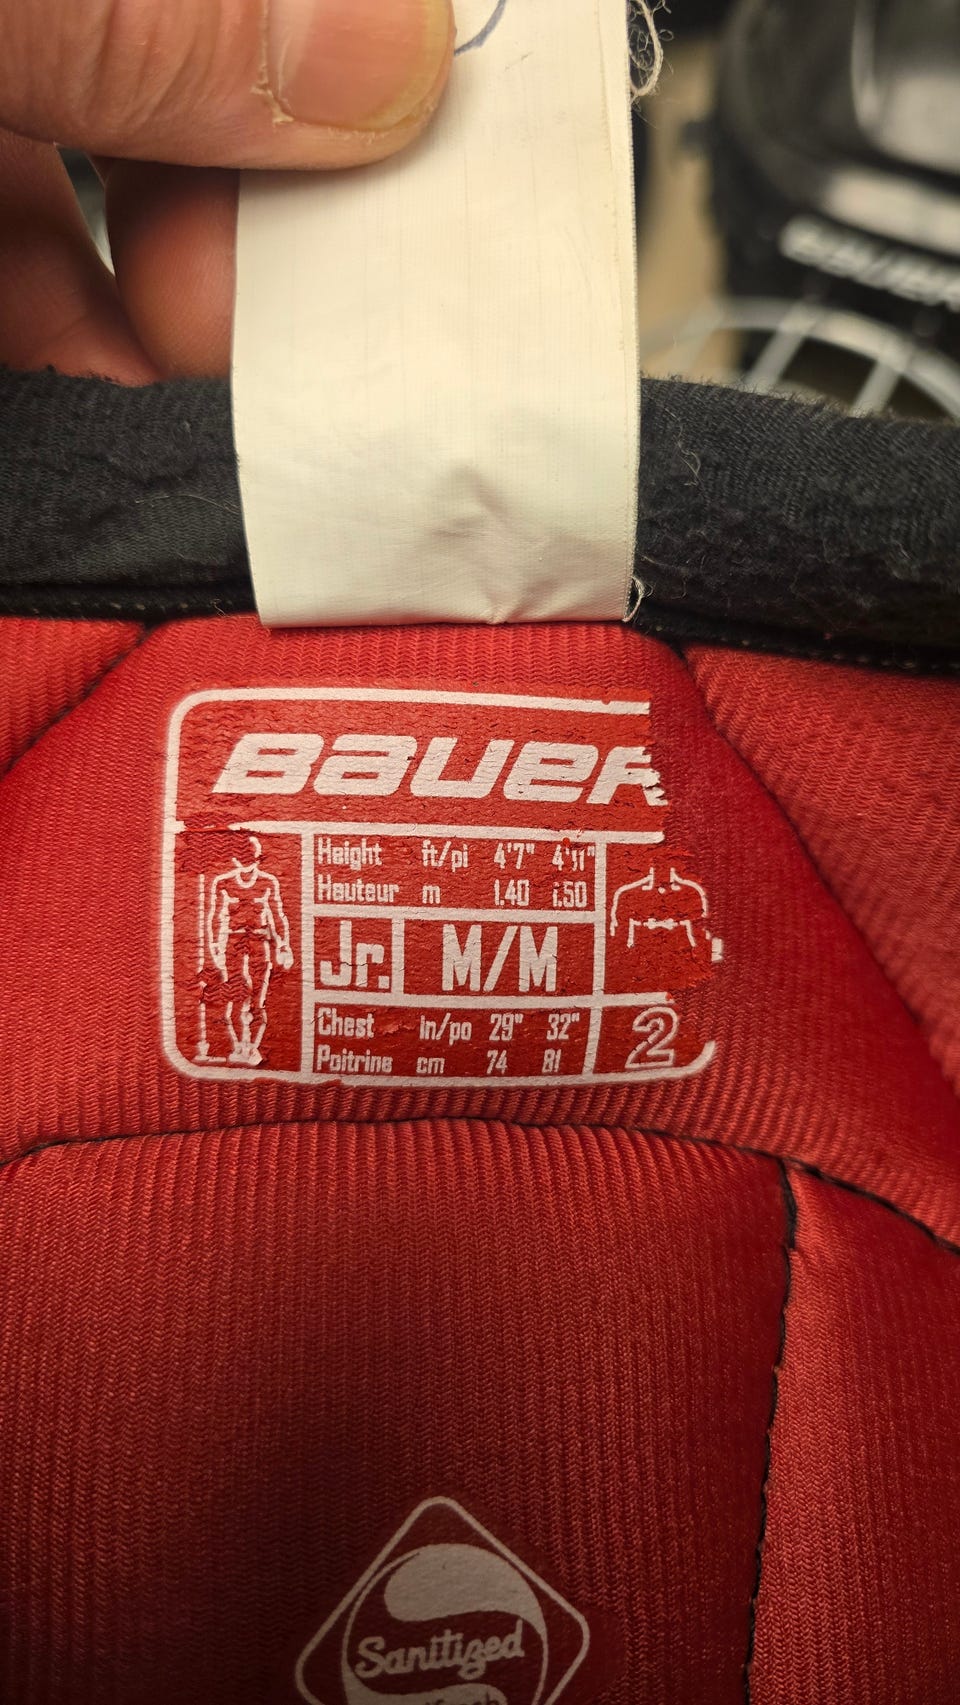 BAUER
BAUER
Height ft/pi 4'7" 4'11"
Hauteur m 1.40 1.50
Jr. M/M
Chest in/po 29" 32"
Poitrine cm 74 81
2
Sanitized